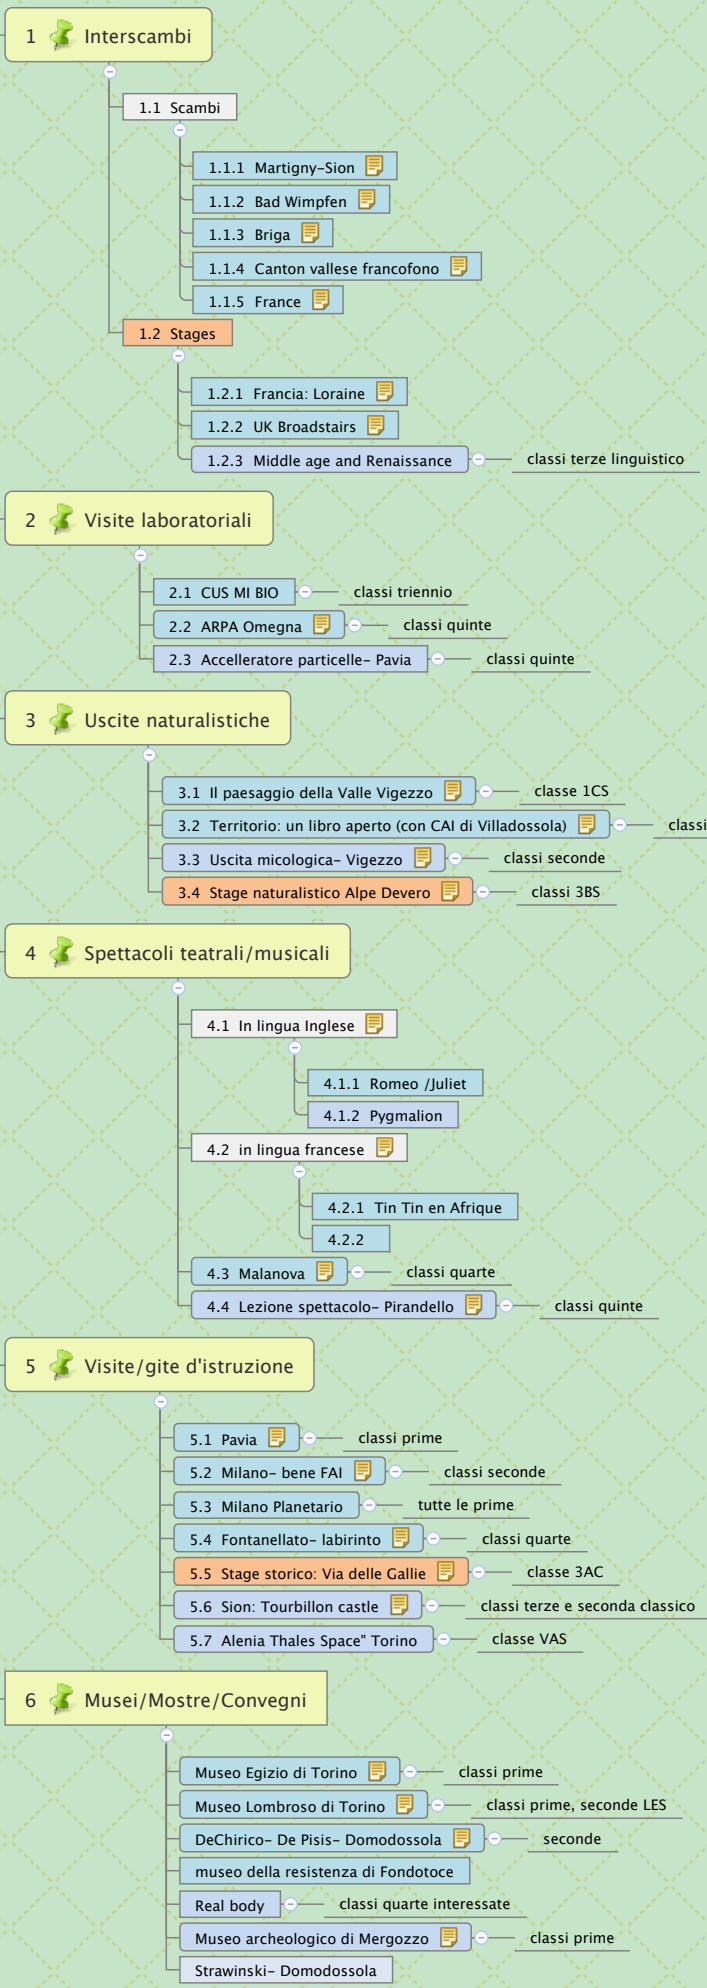 1 Interscambi
1.1 Scambi
1.1.1 Martigny-Sion
1.1.2 Bad Wimpfen
1.1.3 Briga
1.1.4 Canton vallese francofono
1.1.5 France
1.2 Stages
1.2.1 Francia: Loraine
1.2.2 UK Broadstairs
1.2.3 Middle age and Renaissance classi terze linguistico
2 Visite laboratoriali
2.1 CUS MI BIO classi triennio
2.2 ARPA Omegna classi quinte
2.3 Accelleratore particelle- Pavia classi quinte
3 Uscite naturalistiche
3.1 Il paesaggio della Valle Vigezzo classe 1CS
3.2 Territorio: un libro aperto (con CAI di Villadossola) classi
3.3 Uscita micologica- Vigezzo classi seconde
3.4 Stage naturalistico Alpe Devero classi 3BS
4 Spettacoli teatrali/musicali
4.1 In lingua Inglese
4.1.1 Romeo /Juliet
4.1.2 Pygmalion
4.2 in lingua francese
4.2.1 Tin Tin en Afrique
4.2.2
4.3 Malanova classi quarte
4.4 Lezione spettacolo- Pirandello classi quinte
5 Visite/gite d'istruzione
5.1 Pavia classi prime
5.2 Milano- bene FAI classi seconde
5.3 Milano Planetario tutte le prime
5.4 Fontanellato- labirinto classi quarte
5.5 Stage storico: Via delle Gallie classe 3AC
5.6 Sion: Tourbillon castle classi terze e seconda classico
5.7 Alenia Thales Space" Torino classe VAS
6 Musei/Mostre/Convegni
Museo Egizio di Torino classi prime
Museo Lombroso di Torino classi prime, seconde LES
DeChirico- De Pisis- Domodossola seconde
museo della resistenza di Fondotoce
Real body classi quarte interessate
Museo archeologico di Mergozzo classi prime
Strawinski- Domodossola